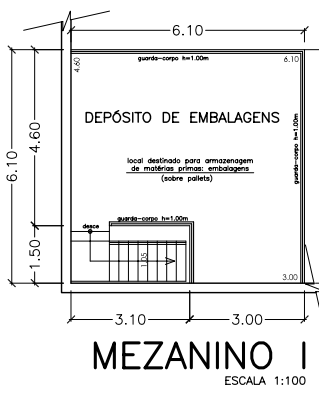 6.10
guarda-corpo h=1.00m
4.60
6.10
DEPÓSITO DE EMBALAGENS
guarda-corpo h=1.00m
4.60
6.10
local destinado para armazenagem
de matérias primas: embalagens
(sobre pallets)
guarda-corpo h=1.00m
desce
1.05
1.50
3.00
3.10
3.00
MEZANINO I
ESCALA 1:100